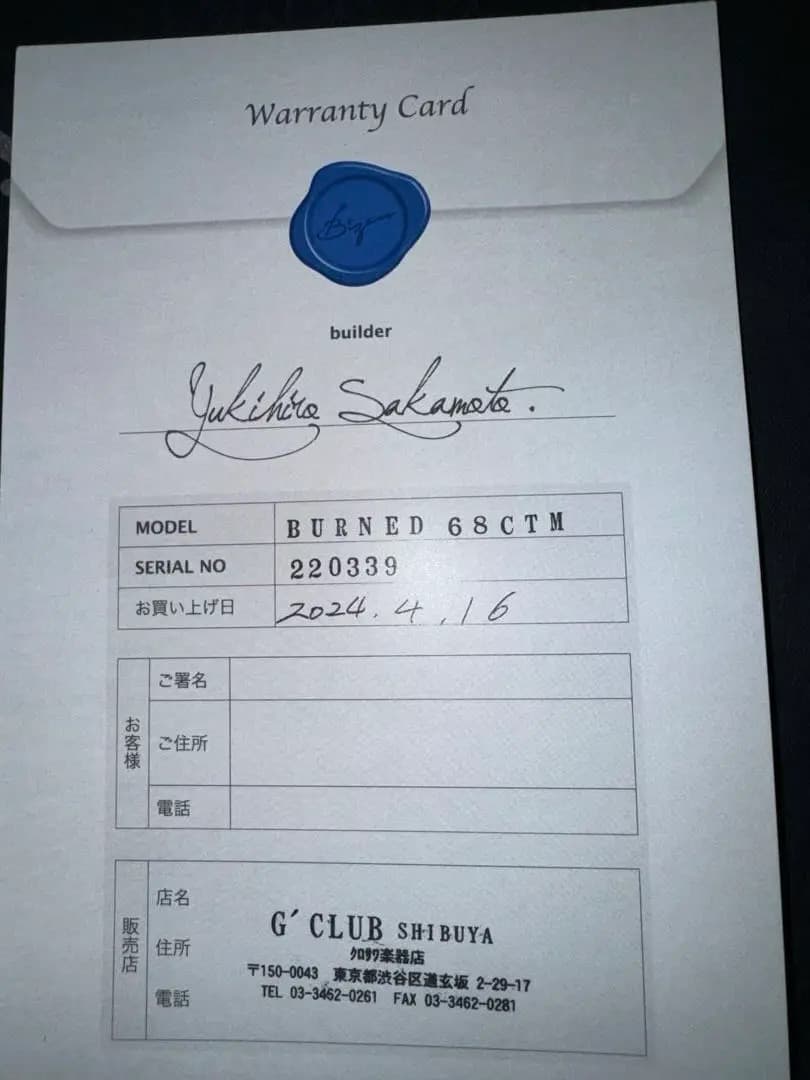 Warranty Card
Bizen
builder
Yukihiro Sakamoto.
MODEL BURNED 68CTM
SERIAL NO 220339
お買い上げ日 2024.4.16
お客様
ご署名
ご住所
電話
販売店
店名 G' CLUB SHIBUYA
クロサワ楽器店
住所 〒150-0043 東京都渋谷区道玄坂 2-29-17
電話 TEL 03-3462-0261 FAX 03-3462-0281